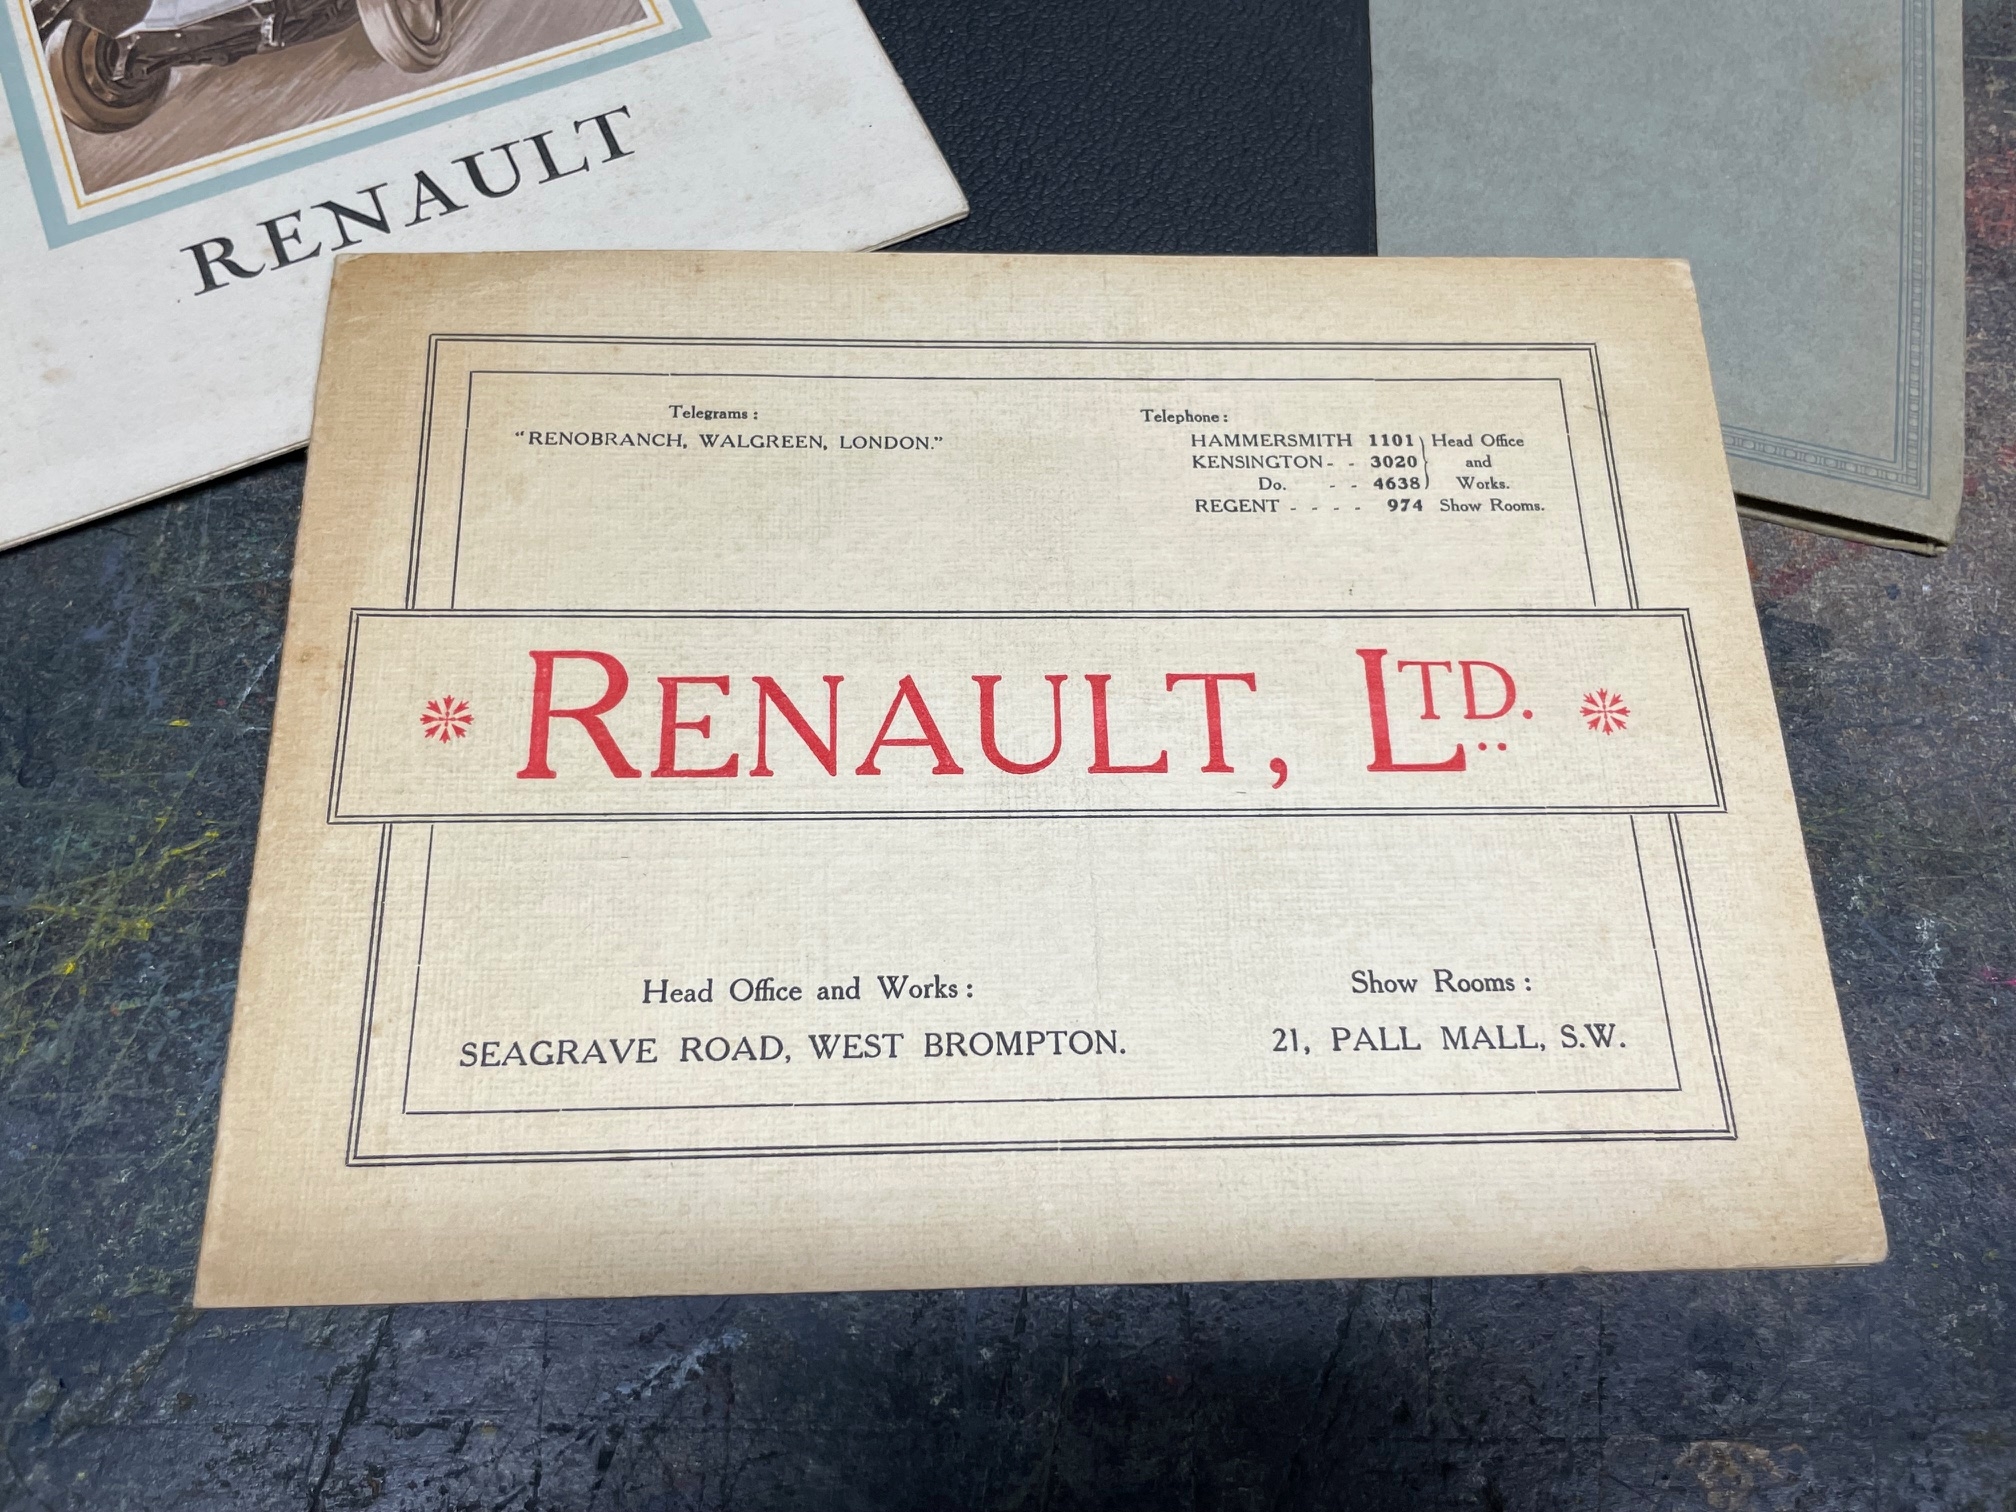 RENAULT
Telegrams:
"RENOBRANCH, WALGREEN, LONDON."
Telephone:
HAMMERSMITH 1101 } Head Office
KENSINGTON - - 3020 } and
Do. - - 4638 } Works.
REGENT - - - - 974 Show Rooms.
RENAULT, LTD.
Head Office and Works:
SEAGRAVE ROAD, WEST BROMPTON.
Show Rooms:
21, PALL MALL, S.W.